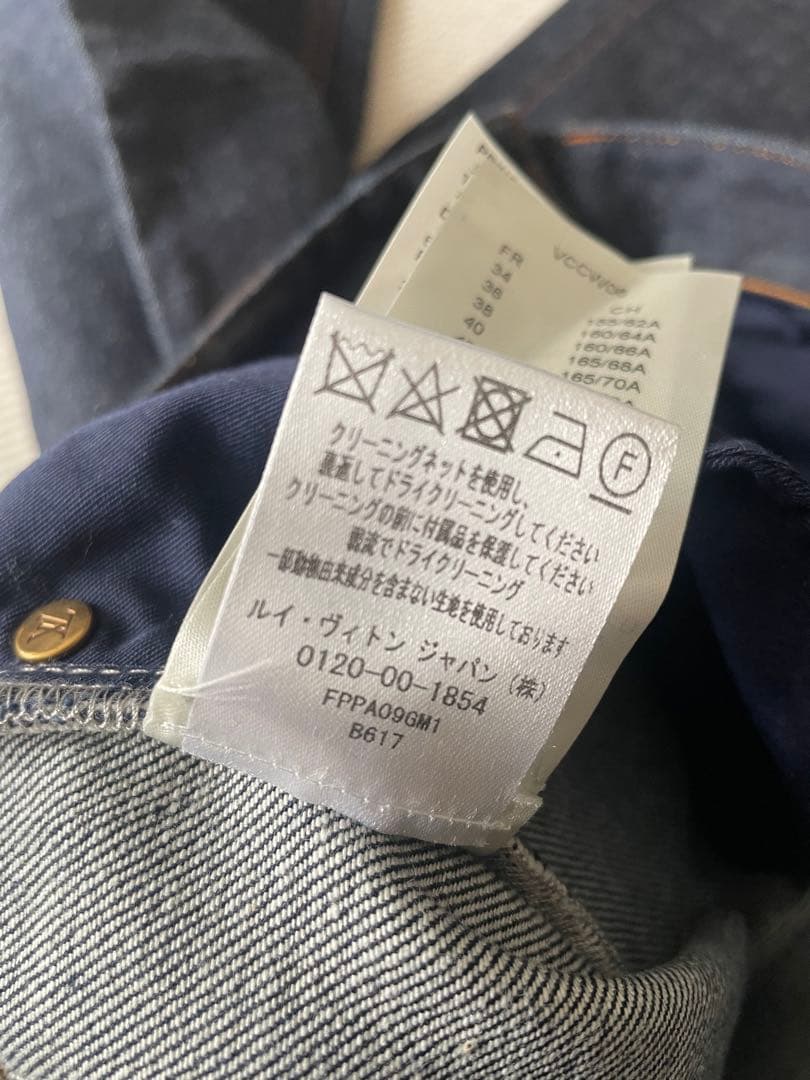 VCCW08
FR
CH
34
155/62A
38
160/64A
38
160/66A
40
165/68A
165/70A
F
クリーニングネットを使用し、
裏返してドライクリーニングしてください
クリーニングの前に付属品を保護してください
乾流でドライクリーニング
一部動物由来成分を含まない生地を使用しております
ルイ・ヴィトン ジャパン (株)
0120-00-1854
FPPA09GM1
B617
LV